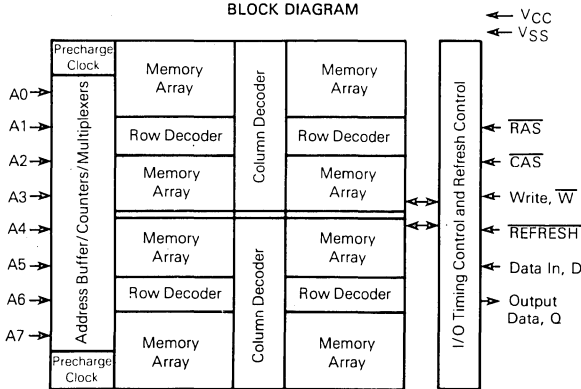 BLOCK DIAGRAM
VCC
VSS
Precharge
Clock
Memory
Array
Memory
Array
A0
A1
A2
A3
A4
A5
A6
A7
Address Buffer/Counters/Multiplexers
Column Decoder
Row Decoder
Row Decoder
Memory
Array
Memory
Array
Memory
Array
Memory
Array
Column Decoder
Row Decoder
Row Decoder
Memory
Array
Memory
Array
Precharge
Clock
I/O Timing Control and Refresh Control
R̅A̅S̅
C̅A̅S̅
Write, W̅
R̅E̅F̅R̅E̅S̅H̅
Data In, D
Output
Data, Q